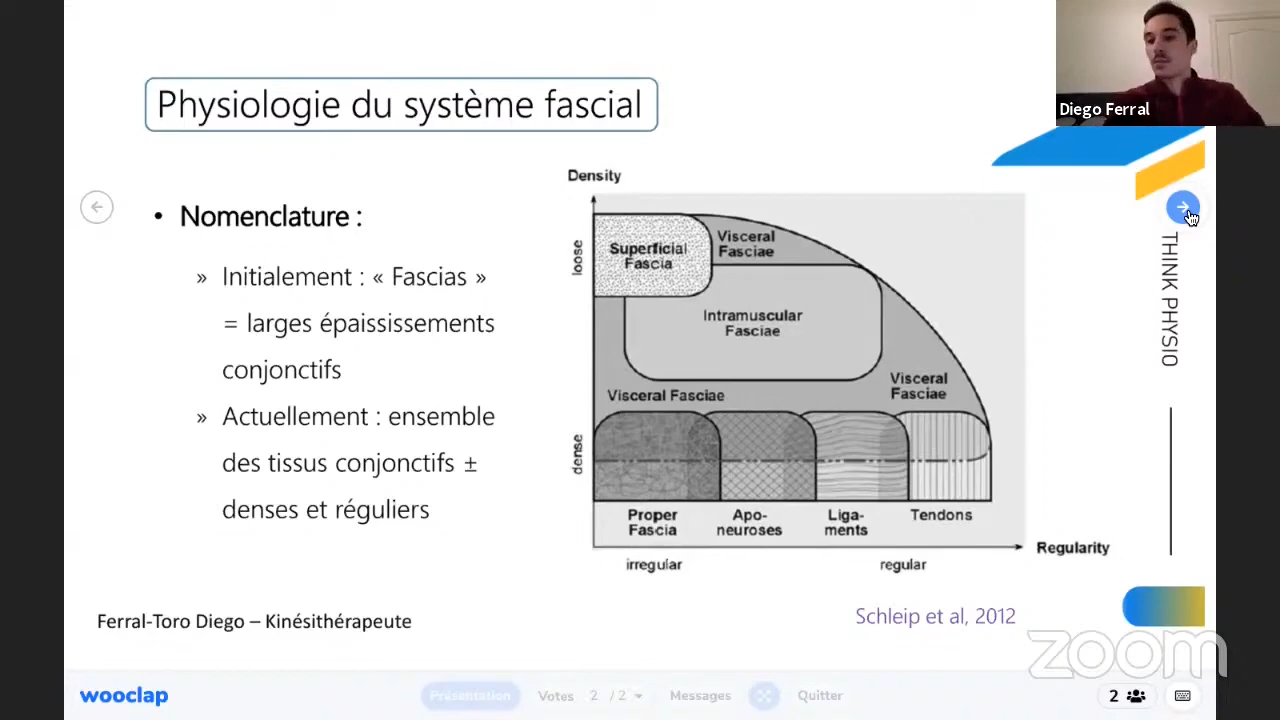 Physiologie du système fascial
Diego Ferral
• Nomenclature :
» Initialement : « Fascias »
= larges épaississements
conjonctifs
» Actuellement : ensemble
des tissus conjonctifs ±
denses et réguliers
Density
loose
dense
Superficial
Fascia
Visceral
Fasciae
Intramuscular
Fasciae
Visceral Fasciae
Visceral
Fasciae
Proper
Fascia
Apo-
neuroses
Liga-
ments
Tendons
Regularity
irregular
regular
THINK PHYSIO
Ferral-Toro Diego – Kinésithérapeute
Schleip et al, 2012
zoom
wooclap
Présentation
Votes 2 / 2
Messages
Quitter
2